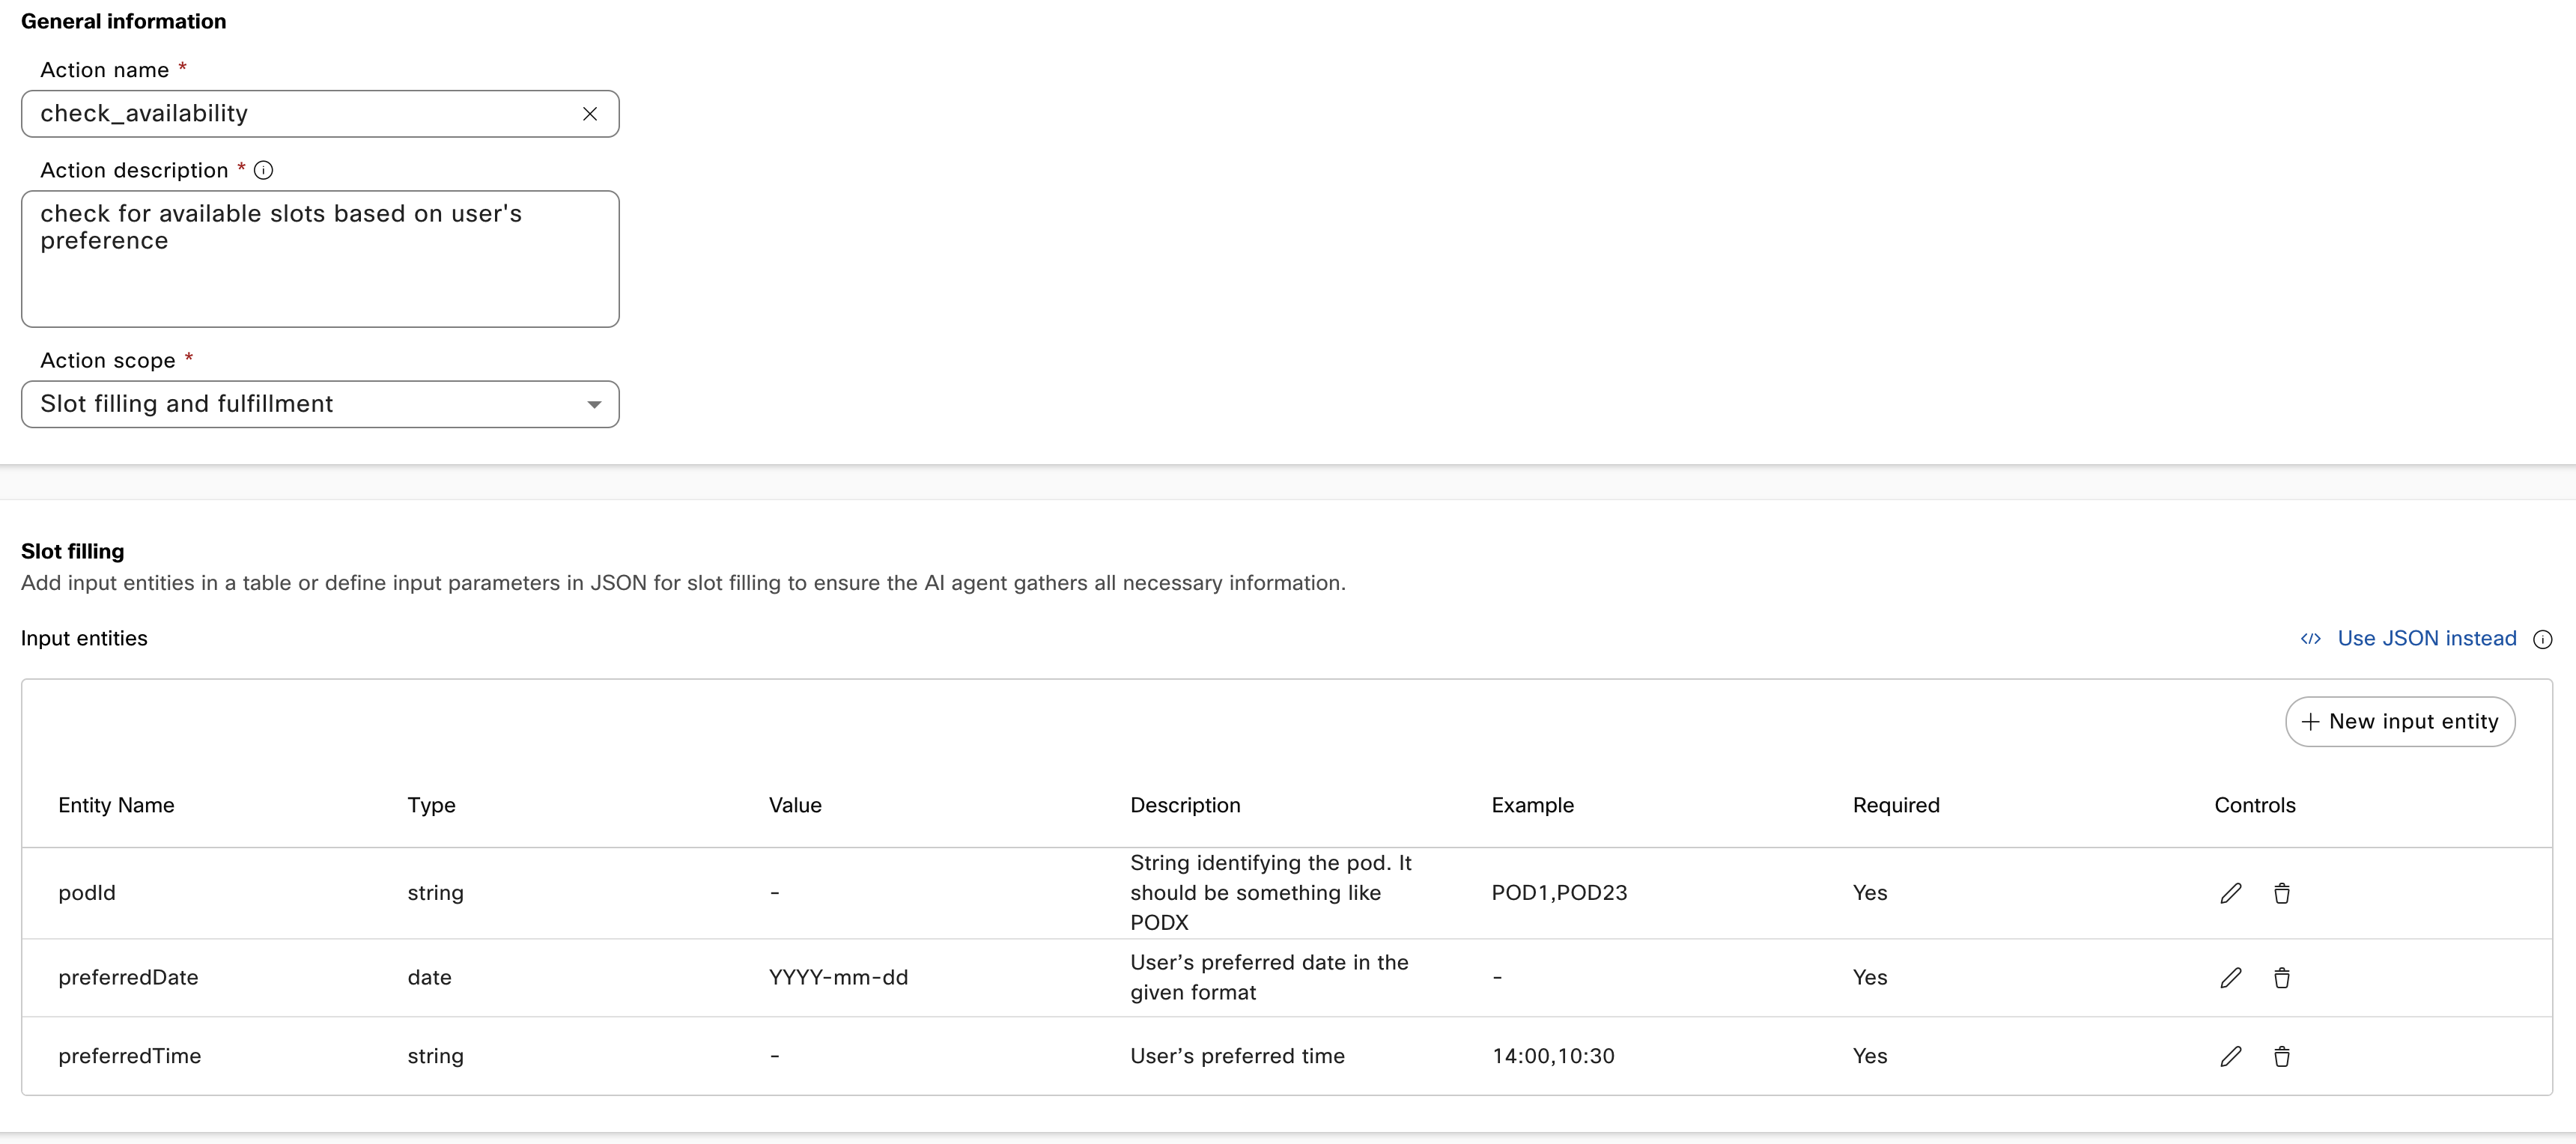 General information
Action name *
check_availability
Action description *
check for available slots based on user's
preference
Action scope *
Slot filling and fulfillment
Slot filling
Add input entities in a table or define input parameters in JSON for slot filling to ensure the AI agent gathers all necessary information.
Input entities
</> Use JSON instead
+ New input entity
Entity Name Type Value Description Example Required Controls
podId string - String identifying the pod. It should be something like PODX POD1,POD23 Yes
preferredDate date YYYY-mm-dd User’s preferred date in the given format - Yes
preferredTime string - User’s preferred time 14:00,10:30 Yes